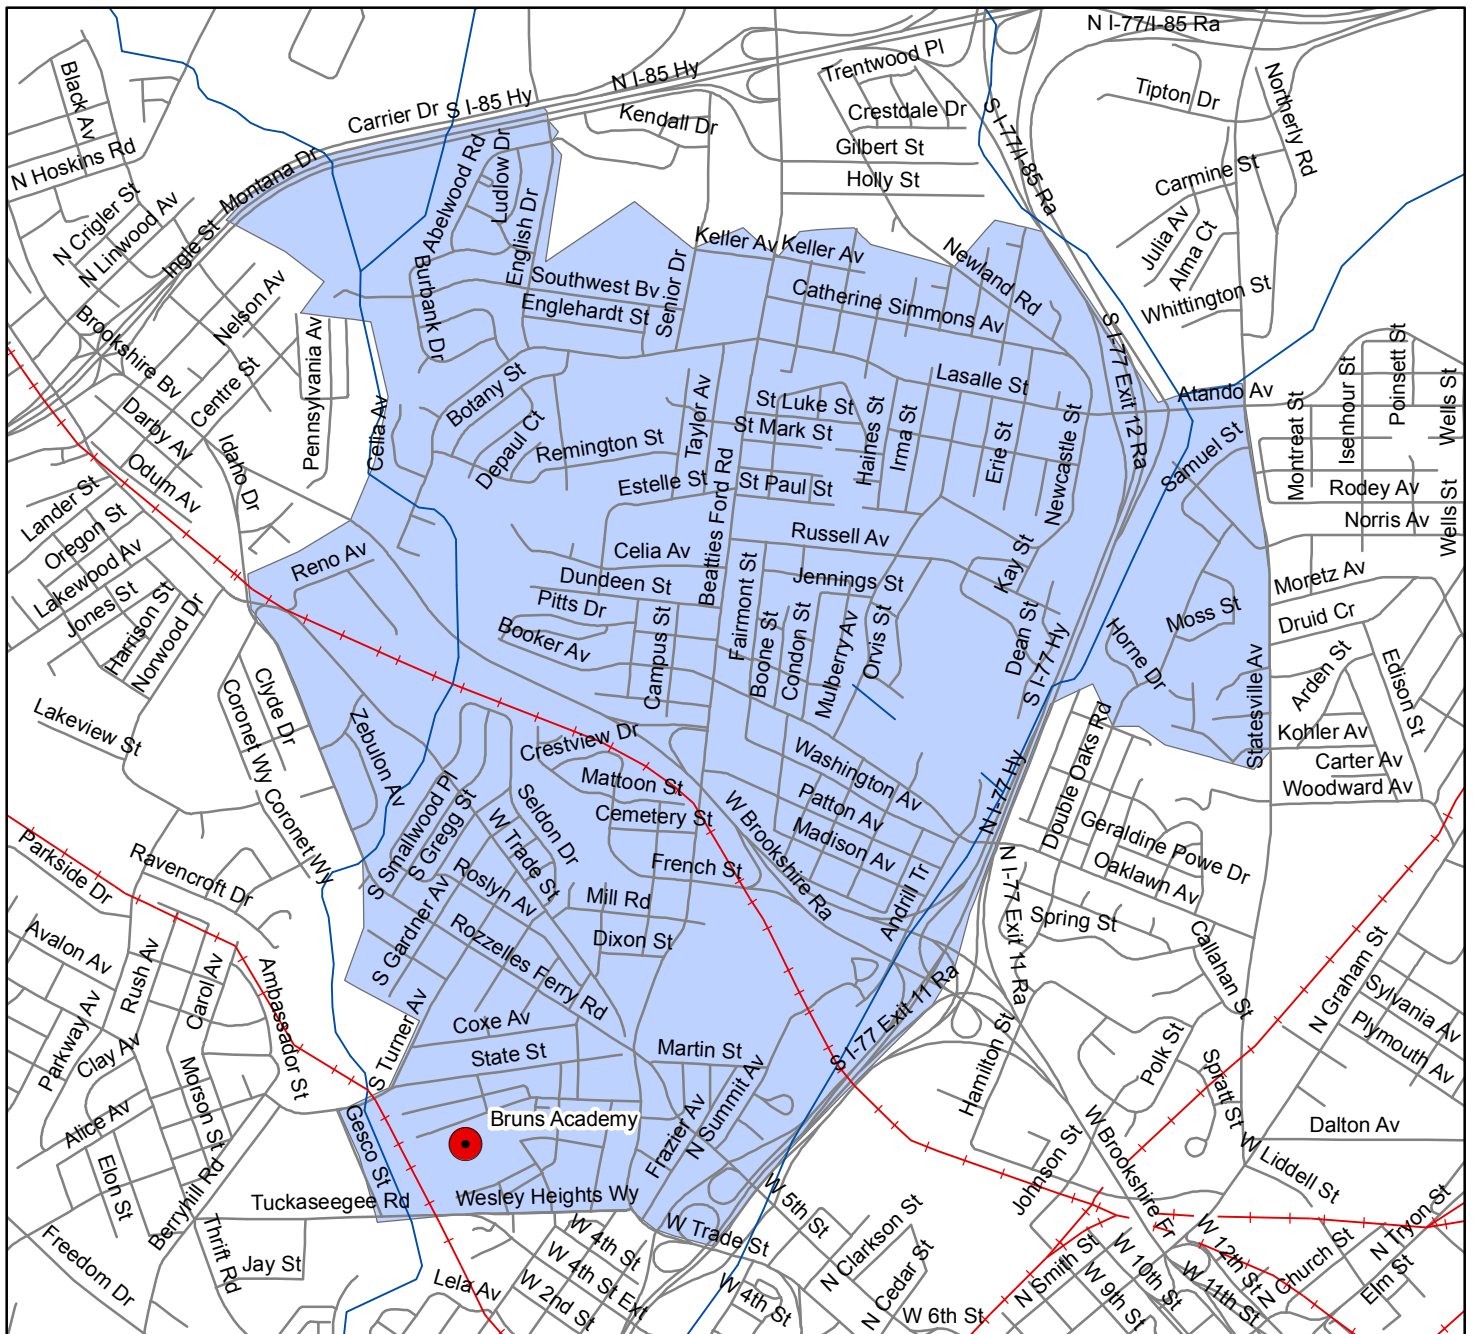 N I-77/I-85 Ra
Trentwood Pl
N I-85 Hy
Black Av
Tipton Dr
Northerly Rd
S I-85 Hy
Carrier Dr
Kendall Dr
Crestdale Dr
S I-77/I-85 Ra
N Hoskins Rd
Gilbert St
Holly St
Carmine St
Montana Dr
Abelwood Rd
Ludlow Dr
N Crigler St
N Linwood Av
Ingle St
English Dr
Julia Av
Alma Ct
Keller Av
Keller Av
Newland Rd
Burbank Dr
Southwest Bv
Englehardt St
Senior Dr
Catherine Simmons Av
Whittington St
Nelson Av
Brookshire Bv
Pennsylvania Av
Centre St
Darby Av
S I-77 Exit 12 Ra
Lasalle St
Atando Av
Montreat St
Isenhour St
Poinsett St
Wells St
Botany St
Depaul Ct
Taylor Av
St Luke St
St Mark St
Haines St
Irma St
Erie St
Newcastle St
Remington St
Celia Av
Odum Av
Idaho Dr
Samuel St
Estelle St
St Paul St
Rodey Av
Norris Av
Wells St
Lander St
Oregon St
Lakewood Av
Jones St
Harrison St
Norwood Dr
Reno Av
Beatties Ford Rd
Russell Av
Celia Av
Dundeen St
Pitts Dr
Booker Av
Campus St
Fairmont St
Boone St
Jennings St
Condon St
Mulberry Av
Orvis St
Kay St
Dean St
Moretz Av
Druid Cr
Moss St
Horne Dr
S I-77 Hy
Arden St
Edison St
Statesville Av
Kohler Av
Carter Av
Woodward Av
Lakeview St
Clyde Dr
Coronet Wy
Coronet Wy
Zebulon Av
Crestview Dr
Mattoon St
Cemetery St
French St
Washington Av
Patton Av
Madison Av
W Brookshire Ra
N I-77 Hy
Double Oaks Rd
Geraldine Powe Dr
Oaklawn Av
Spring St
Callahan St
N I-77 Exit 11 Ra
S Smallwood Pl
S Gregg St
Seldon Dr
W Trade St
Roslyn Av
Mill Rd
Dixon St
Andrill Tr
Parkside Dr
Ravencroft Dr
Avalon Av
Rush Av
Carol Av
Ambassador St
S Gardner Av
Rozzelles Ferry Rd
S I-77 Exit 11 Ra
N Graham St
Sylvania Av
Plymouth Av
Parkway Av
Clay Av
Morson St
S Turner Av
Coxe Av
State St
Martin St
Hamilton St
Polk St
Spratt St
Alice Av
Elon St
Gesco St
Bruns Academy
Frazier Av
N Summit Av
Johnson St
W Brookshire Fr
Dalton Av
W Liddell St
Berryhill Rd
Tuckaseegee Rd
Wesley Heights Wy
W Trade St
W 5th St
N Clarkson St
N Cedar St
Freedom Dr
Thrift Rd
Jay St
Lela Av
W 4th St
W 4th St Ext
W 2nd St
W 4th St
W 6th St
N Smith St
W 9th St
W 10th St
W 11th St
W 12th St
N Church St
N Tryon St
Elm St